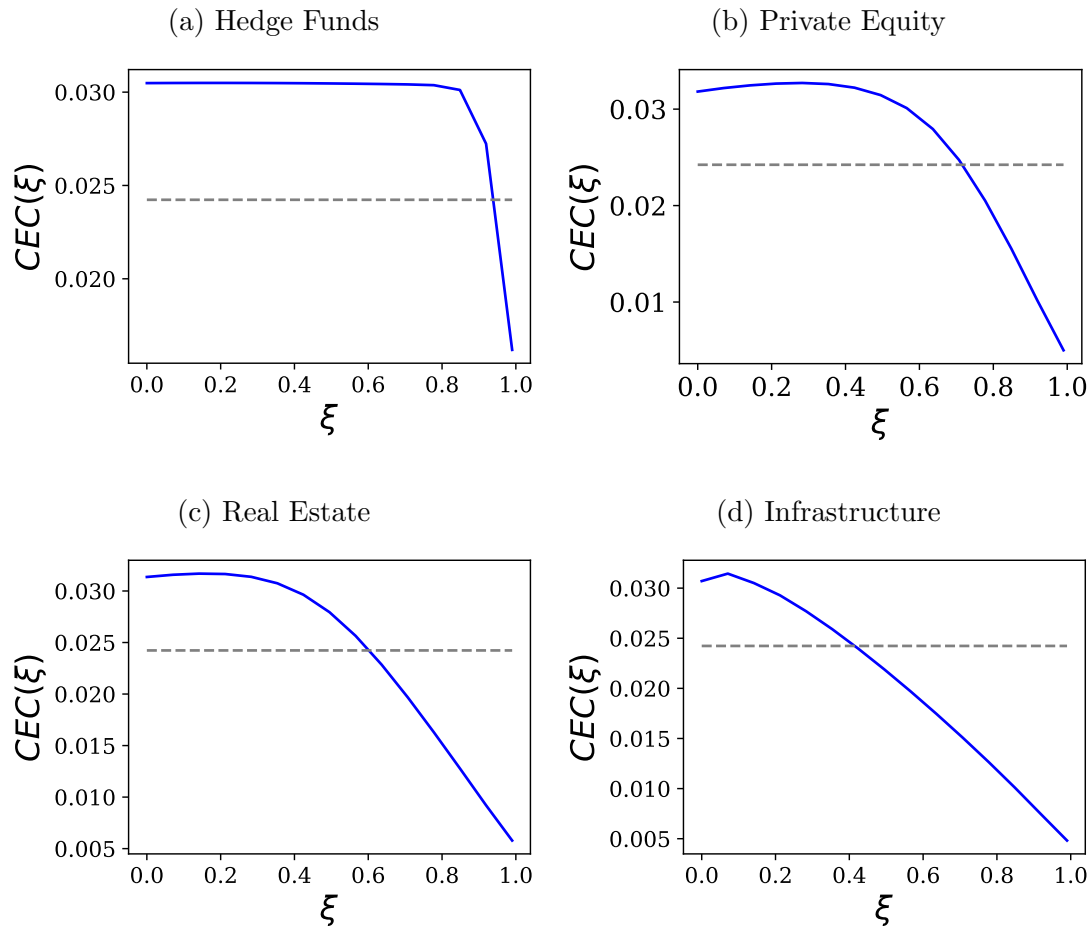 (a) Hedge Funds
0.030
0.025
0.020
CEC(ξ)
0.0 0.2 0.4 0.6 0.8 1.0
ξ
(b) Private Equity
0.03
0.02
0.01
CEC(ξ)
0.0 0.2 0.4 0.6 0.8 1.0
ξ
(c) Real Estate
0.030
0.025
0.020
0.015
0.010
0.005
CEC(ξ)
0.0 0.2 0.4 0.6 0.8 1.0
ξ
(d) Infrastructure
0.030
0.025
0.020
0.015
0.010
0.005
CEC(ξ)
0.0 0.2 0.4 0.6 0.8 1.0
ξ